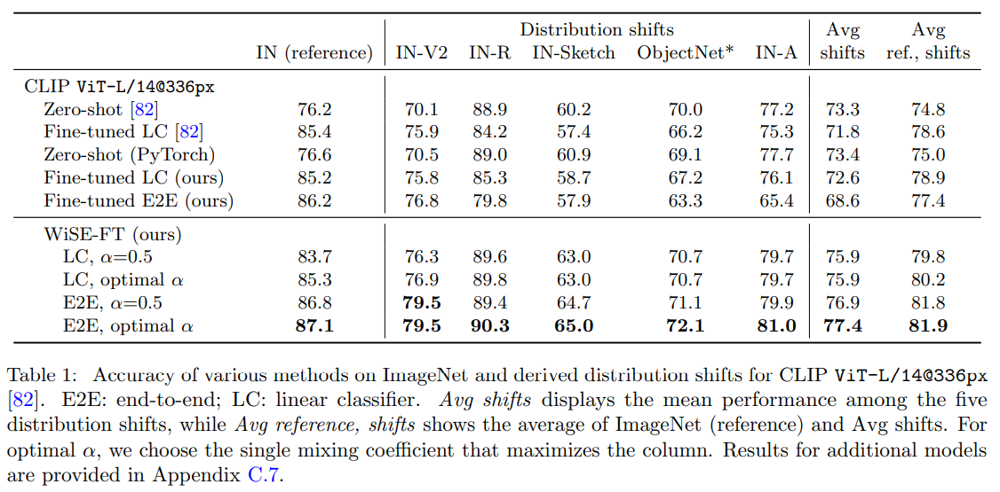 Distribution shifts Avg Avg
IN (reference) IN-V2 IN-R IN-Sketch ObjectNet* IN-A shifts ref., shifts
CLIP ViT-L/14@336px
Zero-shot [82] 76.2 70.1 88.9 60.2 70.0 77.2 73.3 74.8
Fine-tuned LC [82] 85.4 75.9 84.2 57.4 66.2 75.3 71.8 78.6
Zero-shot (PyTorch) 76.6 70.5 89.0 60.9 69.1 77.7 73.4 75.0
Fine-tuned LC (ours) 85.2 75.8 85.3 58.7 67.2 76.1 72.6 78.9
Fine-tuned E2E (ours) 86.2 76.8 79.8 57.9 63.3 65.4 68.6 77.4
WiSE-FT (ours)
LC, α=0.5 83.7 76.3 89.6 63.0 70.7 79.7 75.9 79.8
LC, optimal α 85.3 76.9 89.8 63.0 70.7 79.7 75.9 80.2
E2E, α=0.5 86.8 79.5 89.4 64.7 71.1 79.9 76.9 81.8
E2E, optimal α 87.1 79.5 90.3 65.0 72.1 81.0 77.4 81.9
Table 1: Accuracy of various methods on ImageNet and derived distribution shifts for CLIP ViT-L/14@336px
[82]. E2E: end-to-end; LC: linear classifier. Avg shifts displays the mean performance among the five
distribution shifts, while Avg reference, shifts shows the average of ImageNet (reference) and Avg shifts. For
optimal α, we choose the single mixing coefficient that maximizes the column. Results for additional models
are provided in Appendix C.7.